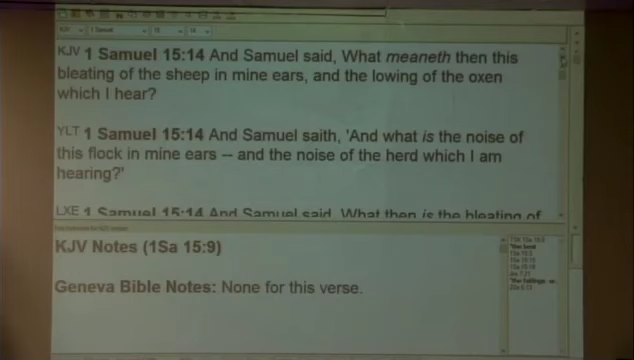 KJV 1 Samuel 15:14 And Samuel said, What meaneth then this
bleating of the sheep in mine ears, and the lowing of the oxen
which I hear?
YLT 1 Samuel 15:14 And Samuel saith, 'And what is the noise of
this flock in mine ears -- and the noise of the herd which I am
hearing?'
LXE 1 Samuel 15:14 And Samuel said, What then is the bleating of
KJV Notes (1Sa 15:9)
Geneva Bible Notes: None for this verse.